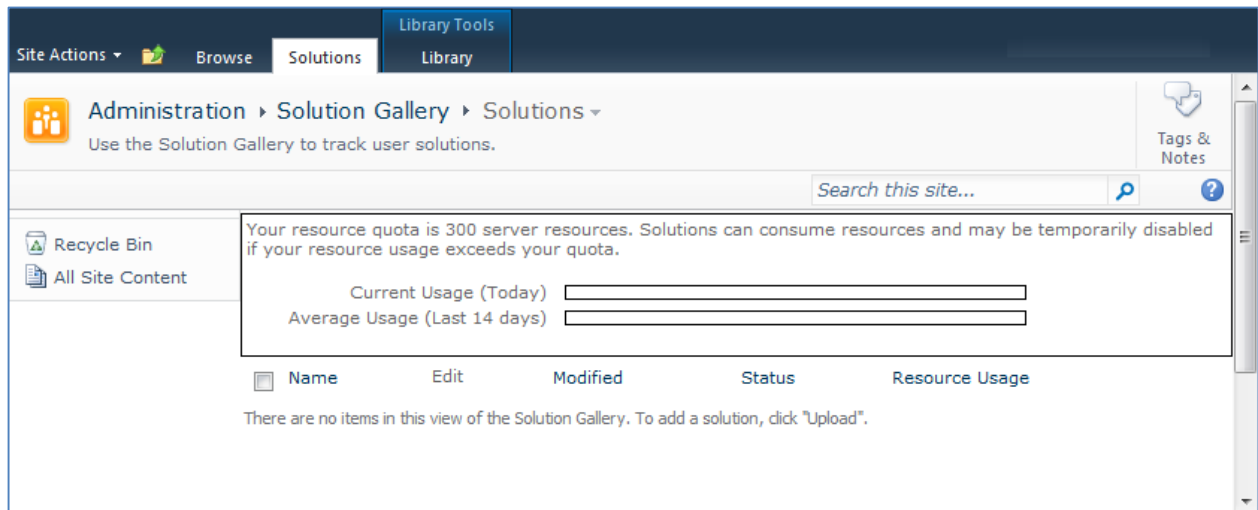 Library Tools
Site Actions Browse Solutions Library
Administration Solution Gallery Solutions
Use the Solution Gallery to track user solutions.
Tags &
Notes
Search this site...
Recycle Bin
All Site Content
Your resource quota is 300 server resources. Solutions can consume resources and may be temporarily disabled
if your resource usage exceeds your quota.
Current Usage (Today)
Average Usage (Last 14 days)
Name Edit Modified Status Resource Usage
There are no items in this view of the Solution Gallery. To add a solution, click "Upload".